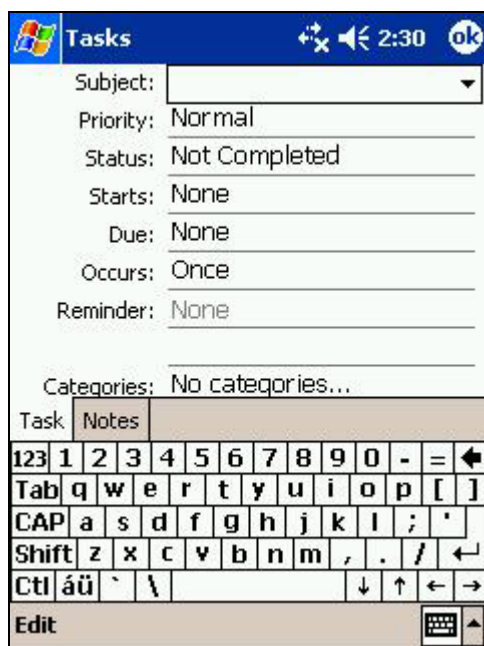 Tasks 2:30 ok
Subject:
Priority: Normal
Status: Not Completed
Starts: None
Due: None
Occurs: Once
Reminder: None
Categories: No categories...
Task Notes
123 1 2 3 4 5 6 7 8 9 0 - =
Tab q w e r t y u i o p [ ]
CAP a s d f g h j k l ; '
Shift z x c v b n m , . /
Ctl áü ` \
Edit